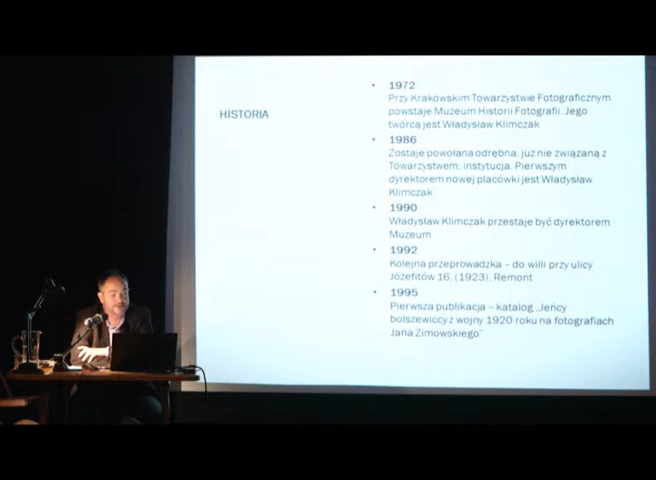 HISTORIA
• 1972
Przy Krakowskim Towarzystwie Fotograficznym
powstaje Muzeum Historii Fotografii. Jego
twórcą jest Władysław Klimczak
• 1986
Zostaje powołana odrębna, już nie związana z
Towarzystwem, instytucja. Pierwszym
dyrektorem nowej placówki jest Władysław
Klimczak
• 1990
Władysław Klimczak przestaje być dyrektorem
Muzeum
• 1992
Kolejna przeprowadzka – do willi przy ulicy
Józefitów 16. (1923). Remont
• 1995
Pierwsza publikacja – katalog „Jeńcy
bolszewiccy z wojny 1920 roku na fotografiach
Jana Zimowskiego"